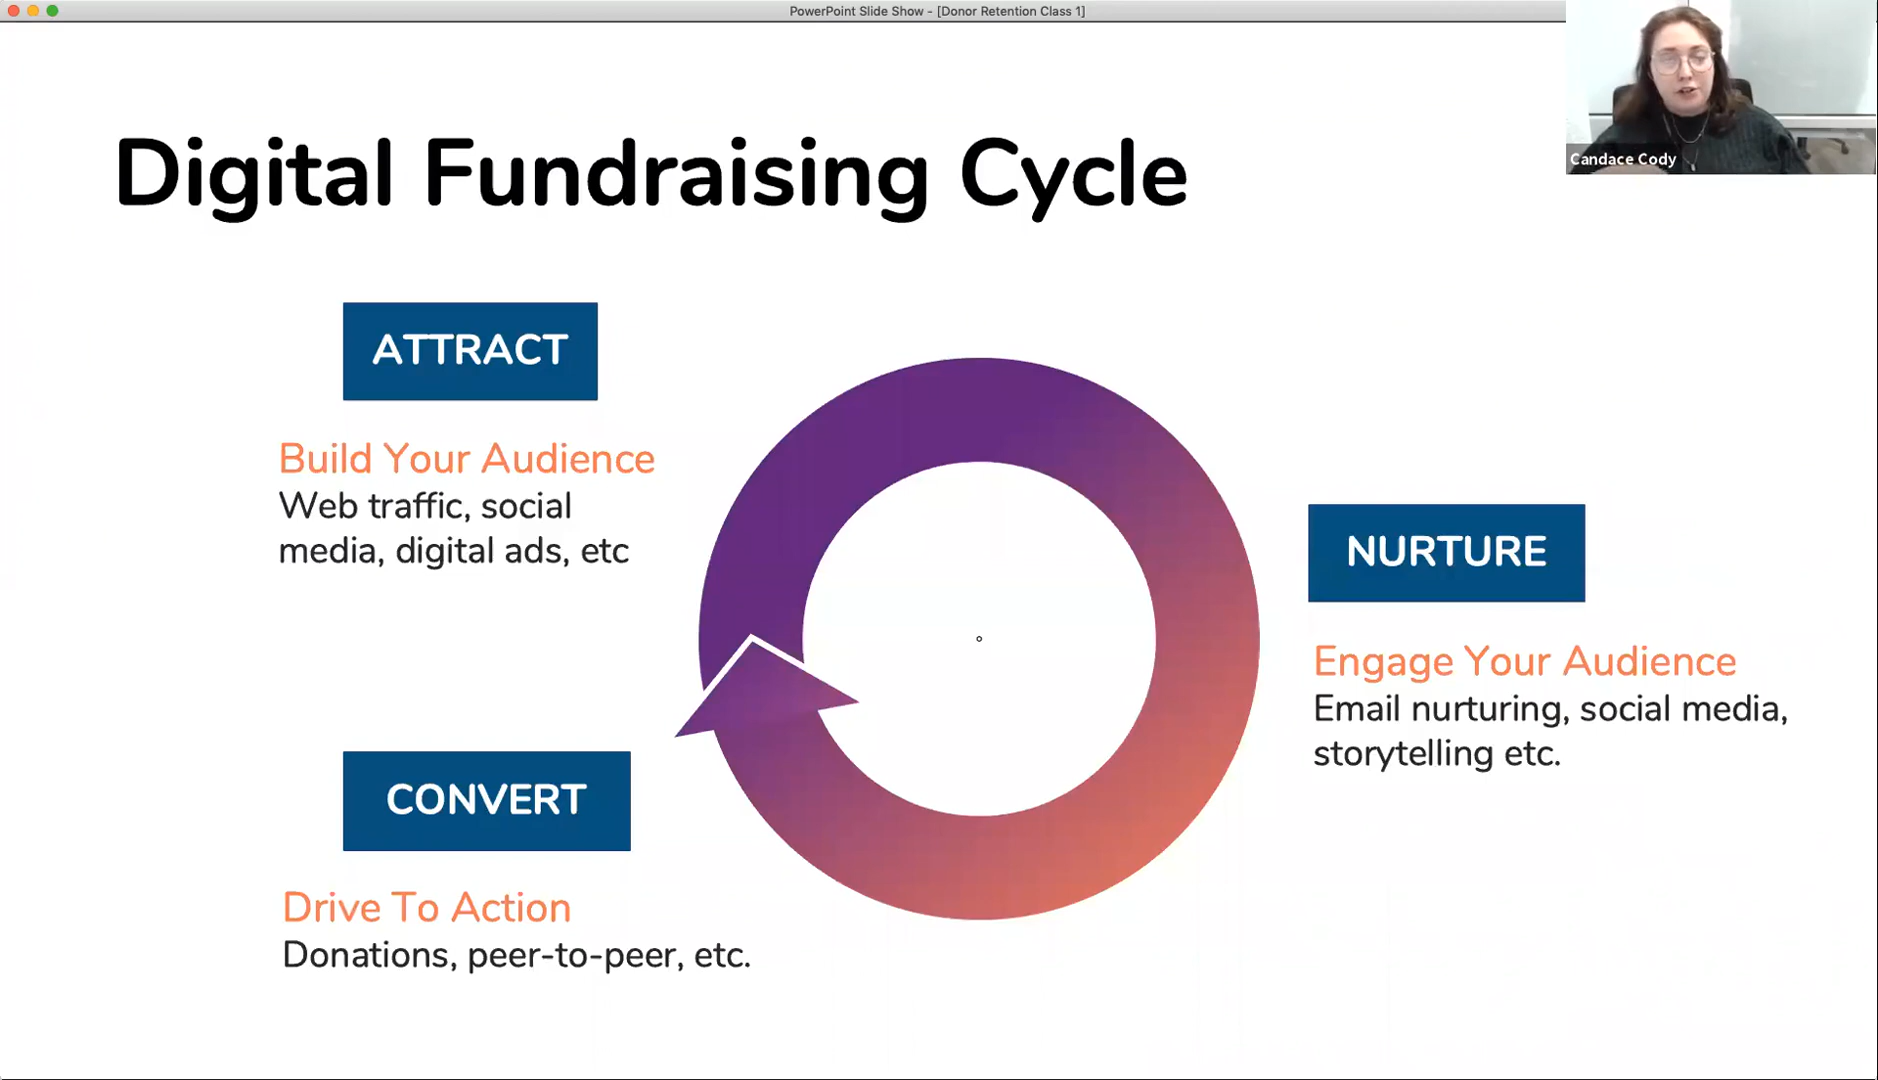 PowerPoint Slide Show - [Donor Retention Class 1]
Candace Cody
Digital Fundraising Cycle
ATTRACT
Build Your Audience
Web traffic, social
media, digital ads, etc
NURTURE
Engage Your Audience
Email nurturing, social media,
storytelling etc.
CONVERT
Drive To Action
Donations, peer-to-peer, etc.